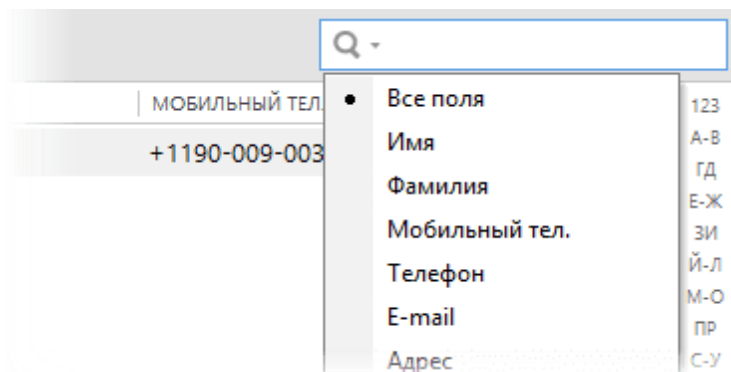 МОБИЛЬНЫЙ ТЕЛ.
+1190-009-003
Все поля
Имя
Фамилия
Мобильный тел.
Телефон
E-mail
Адрес
123
А-В
ГД
Е-Ж
ЗИ
Й-Л
М-О
ПР
С-У